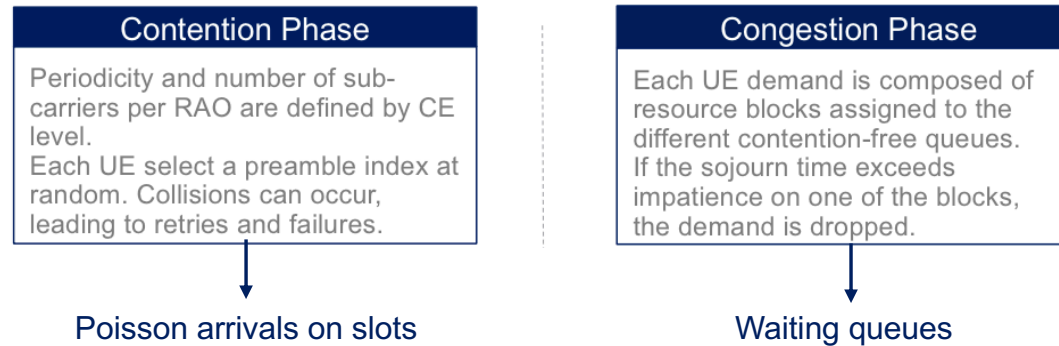 Contention Phase
Periodicity and number of sub-
carriers per RAO are defined by CE
level.
Each UE select a preamble index at
random. Collisions can occur,
leading to retries and failures.
Poisson arrivals on slots
Congestion Phase
Each UE demand is composed of
resource blocks assigned to the
different contention-free queues.
If the sojourn time exceeds
impatience on one of the blocks,
the demand is dropped.
Waiting queues